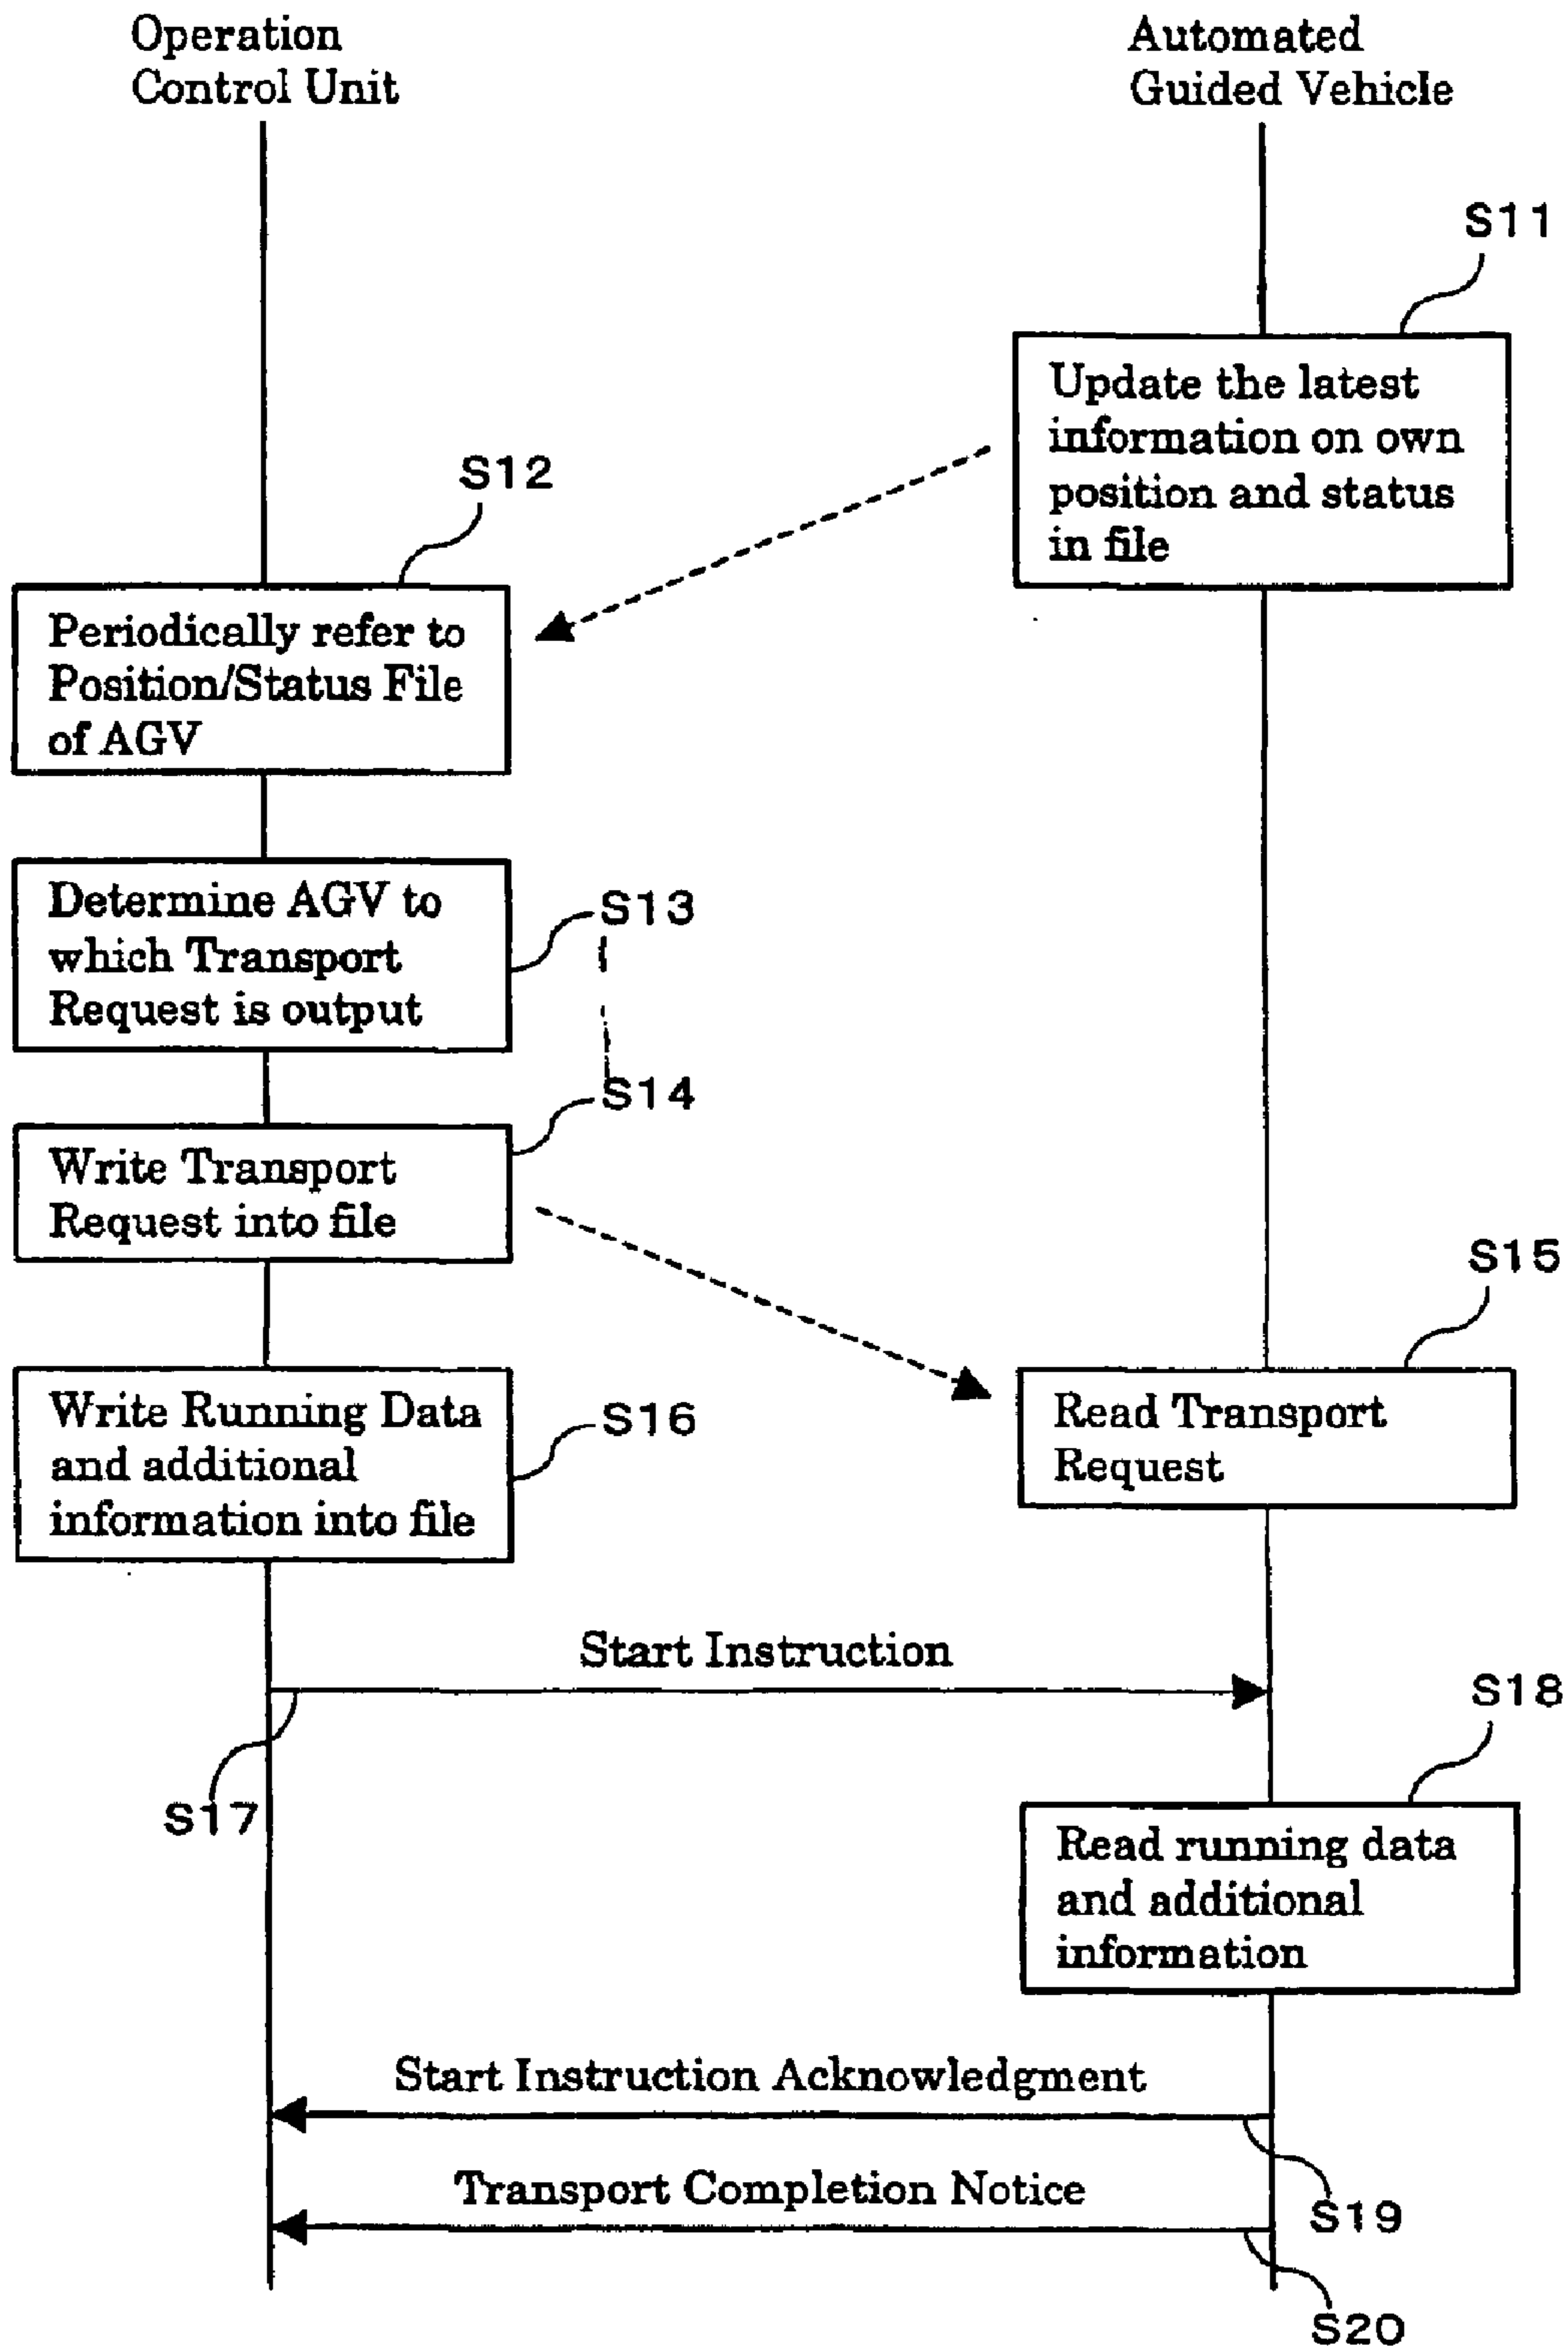 Operation
Control Unit
Automated
Guided Vehicle
S11
Update the latest
information on own
position and status
in file
S12
Periodically refer to
Position/Status File
of AGV
Determine AGV to
which Transport
Request is output
S13
S14
Write Transport
Request into file
S15
Read Transport
Request
Write Running Data
and additional
information into file
S16
Start Instruction
S17
S18
Read running data
and additional
information
Start Instruction Acknowledgment
S19
Transport Completion Notice
S20